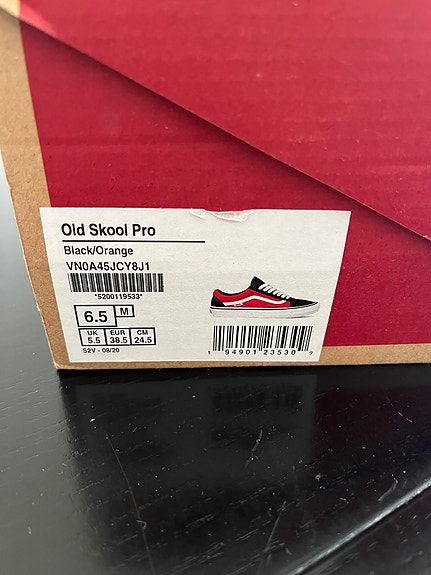 Old Skool Pro
Black/Orange
VN0A45JCY8J1
*5200119533*
6.5 M
UK EUR CM
5.5 38.5 24.5
S2V - 08/20
1 94901 23530 9